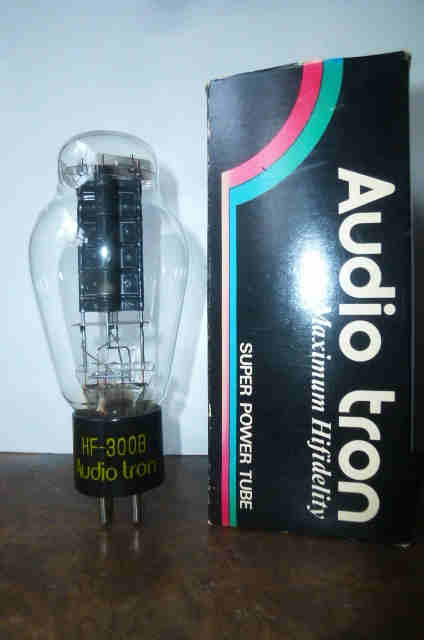 HF-300B
Audio tron
Audio tron
Maximum Hifidelity
SUPER POWER TUBE